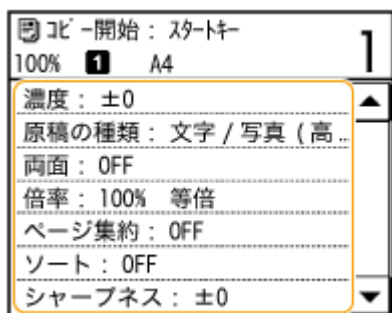 コピー開始： スタートキー
100% 1 A4 1
濃度： ±0
原稿の種類： 文字 / 写真 ( 高 ...
両面： OFF
倍率： 100% 等倍
ページ集約： OFF
ソート： OFF
シャープネス： ±0